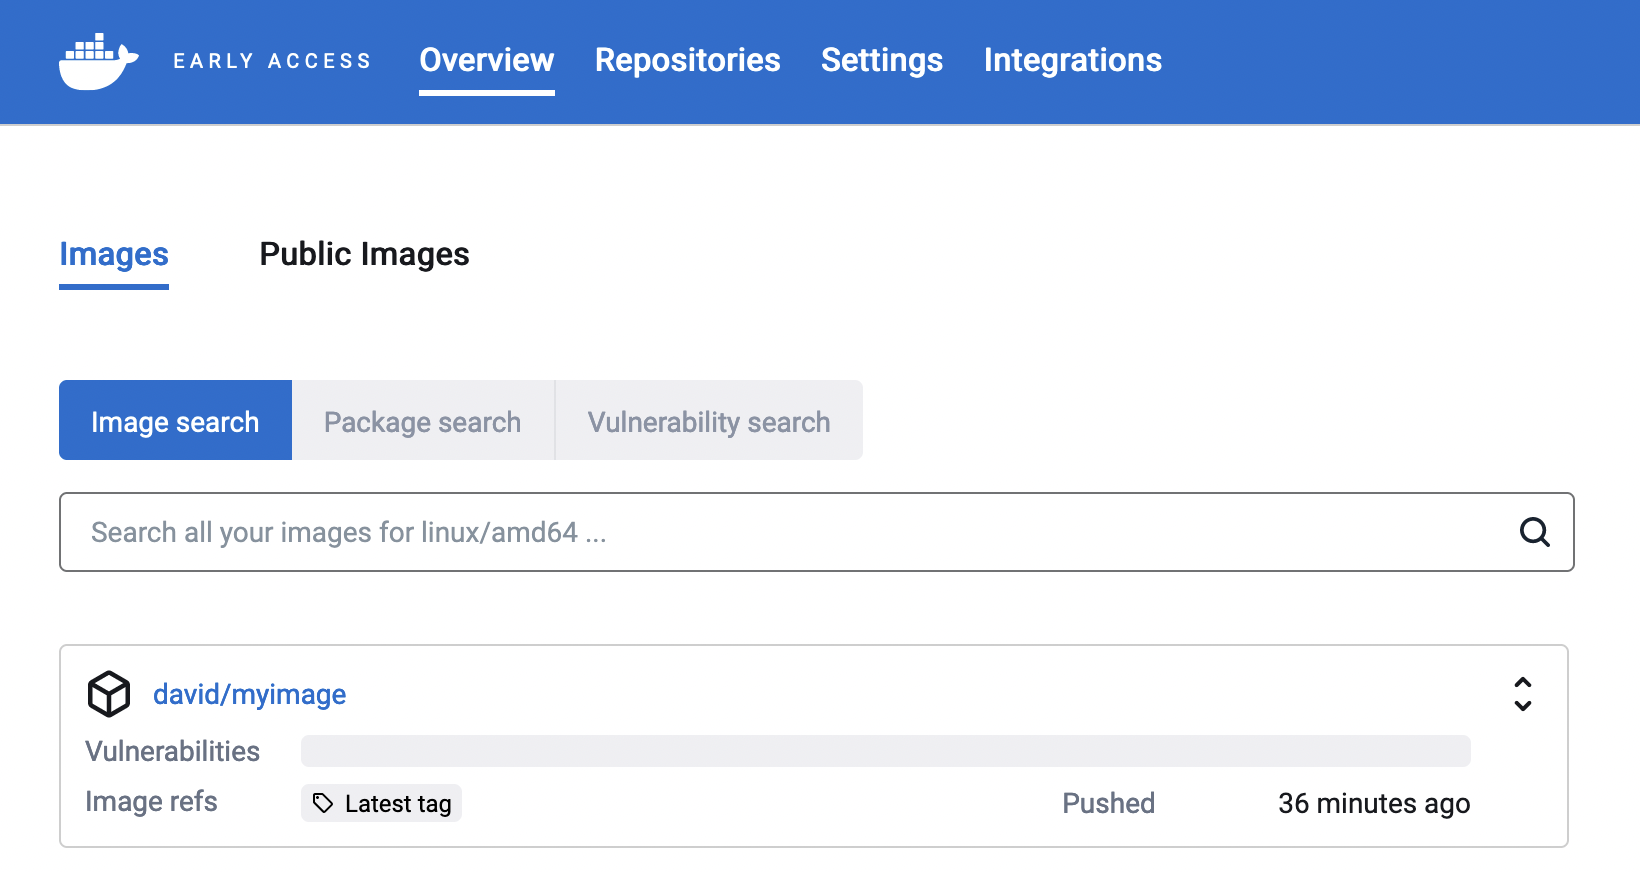 EARLY ACCESS Overview Repositories Settings Integrations
Images Public Images
Image search Package search Vulnerability search
Search all your images for linux/amd64 ...
david/myimage
Vulnerabilities
Image refs Latest tag Pushed 36 minutes ago